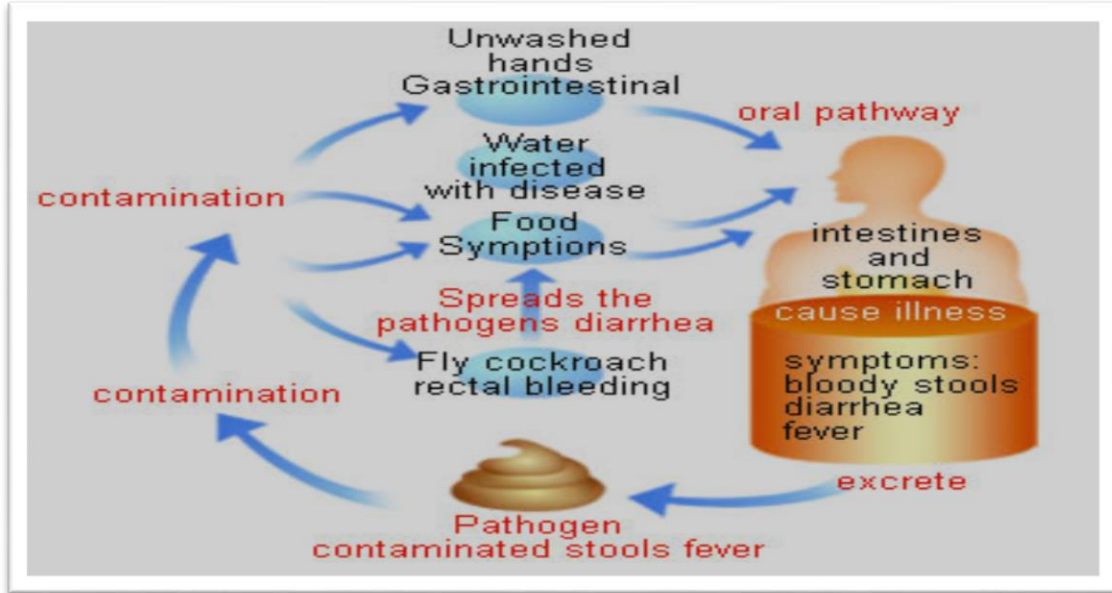 Unwashed
hands
Gastrointestinal
oral pathway
Water
infected
with disease
contamination
Food
Symptions
intestines
and
stomach
Spreads the
pathogens diarrhea
cause illness
Fly cockroach
rectal bleeding
symptoms:
bloody stools
diarrhea
fever
contamination
excrete
Pathogen
contaminated stools fever